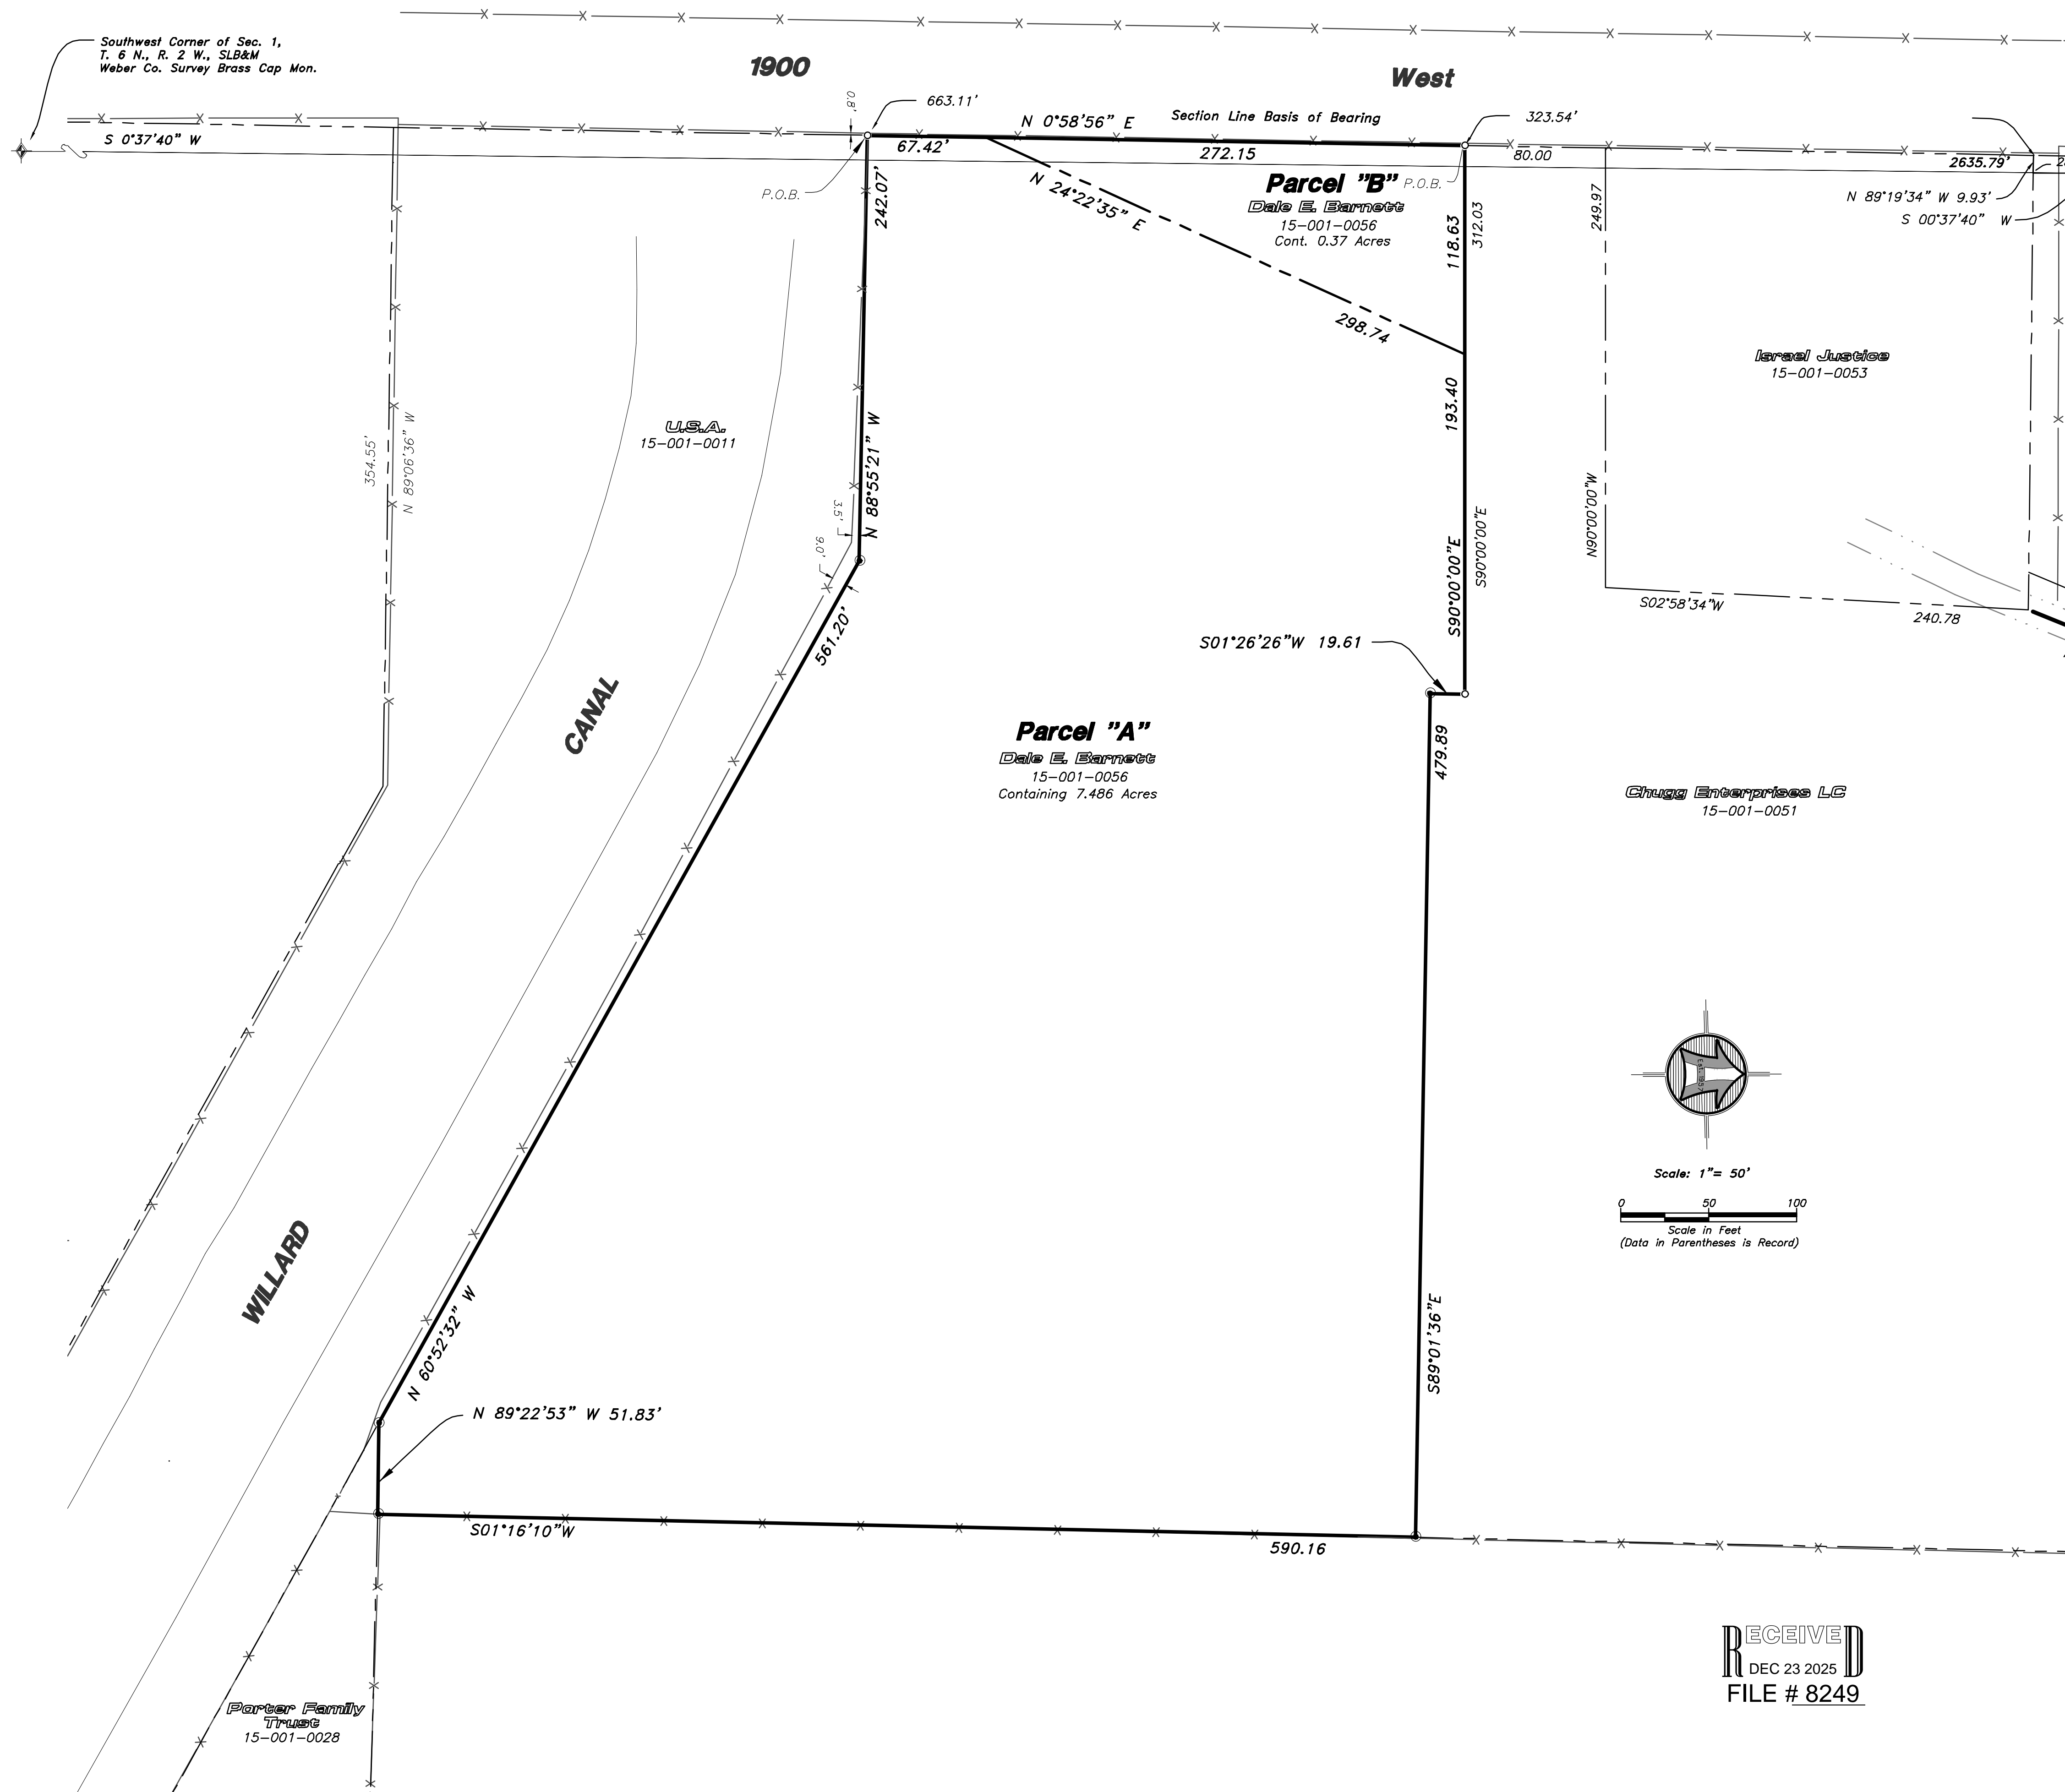 Southwest Corner of Sec. 1,
T. 6 N., R. 2 W., SLB&M
Weber Co. Survey Brass Cap Mon.
1900
West
0.8'
663.11'
N 0°58'56" E
Section Line Basis of Bearing
323.54'
S 0°37'40" W
67.42'
272.15
80.00
2635.79'
P.O.B.
242.07'
N 24°22'35" E
298.74
Parcel "B"
P.O.B.
Dale E. Barnett
15-001-0056
Cont. 0.37 Acres
118.63
312.03
249.97
N 89°19'34" W 9.93'
S 00°37'40" W
Israel Justice
15-001-0053
193.40
354.55'
N 89°06'36" W
U.S.A.
15-001-0011
N 88°55'21" W
3.5'
9.0'
S90°00'00"E
S90°00'00"E
N90°00'00"W
S02°58'34"W
240.78
561.20'
S01°26'26"W 19.61
CANAL
Parcel "A"
Dale E. Barnett
15-001-0056
Containing 7.486 Acres
479.89
Chugg Enterprises LC
15-001-0051
Scale: 1"= 50'
0 50 100
Scale in Feet
(Data in Parentheses is Record)
WILLARD
N 60°52'32" W
S89°01'36"E
N 89°22'53" W 51.83'
S01°16'10"W
590.16
RECEIVED
DEC 23 2025
FILE # 8249
Porter Family
Trust
15-001-0028